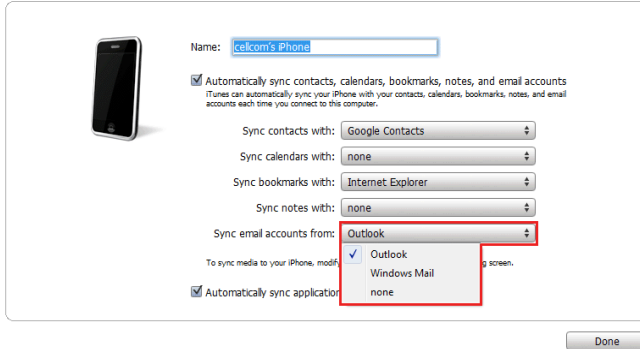 Name: cellcom's iPhone
Automatically sync contacts, calendars, bookmarks, notes, and email accounts
iTunes can automatically sync your iPhone with your contacts, calendars, bookmarks, notes, and email
accounts each time you connect to this computer.
Sync contacts with: Google Contacts
Sync calendars with: none
Sync bookmarks with: Internet Explorer
Sync notes with: none
Sync email accounts from: Outlook
Outlook
To sync media to your iPhone, modify g screen.
Windows Mail
Automatically sync application none
Done